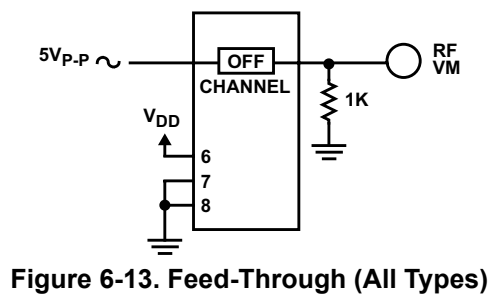 5VP-P
OFF
CHANNEL
RF
VM
1K
VDD
6
7
8
Figure 6-13. Feed-Through (All Types)